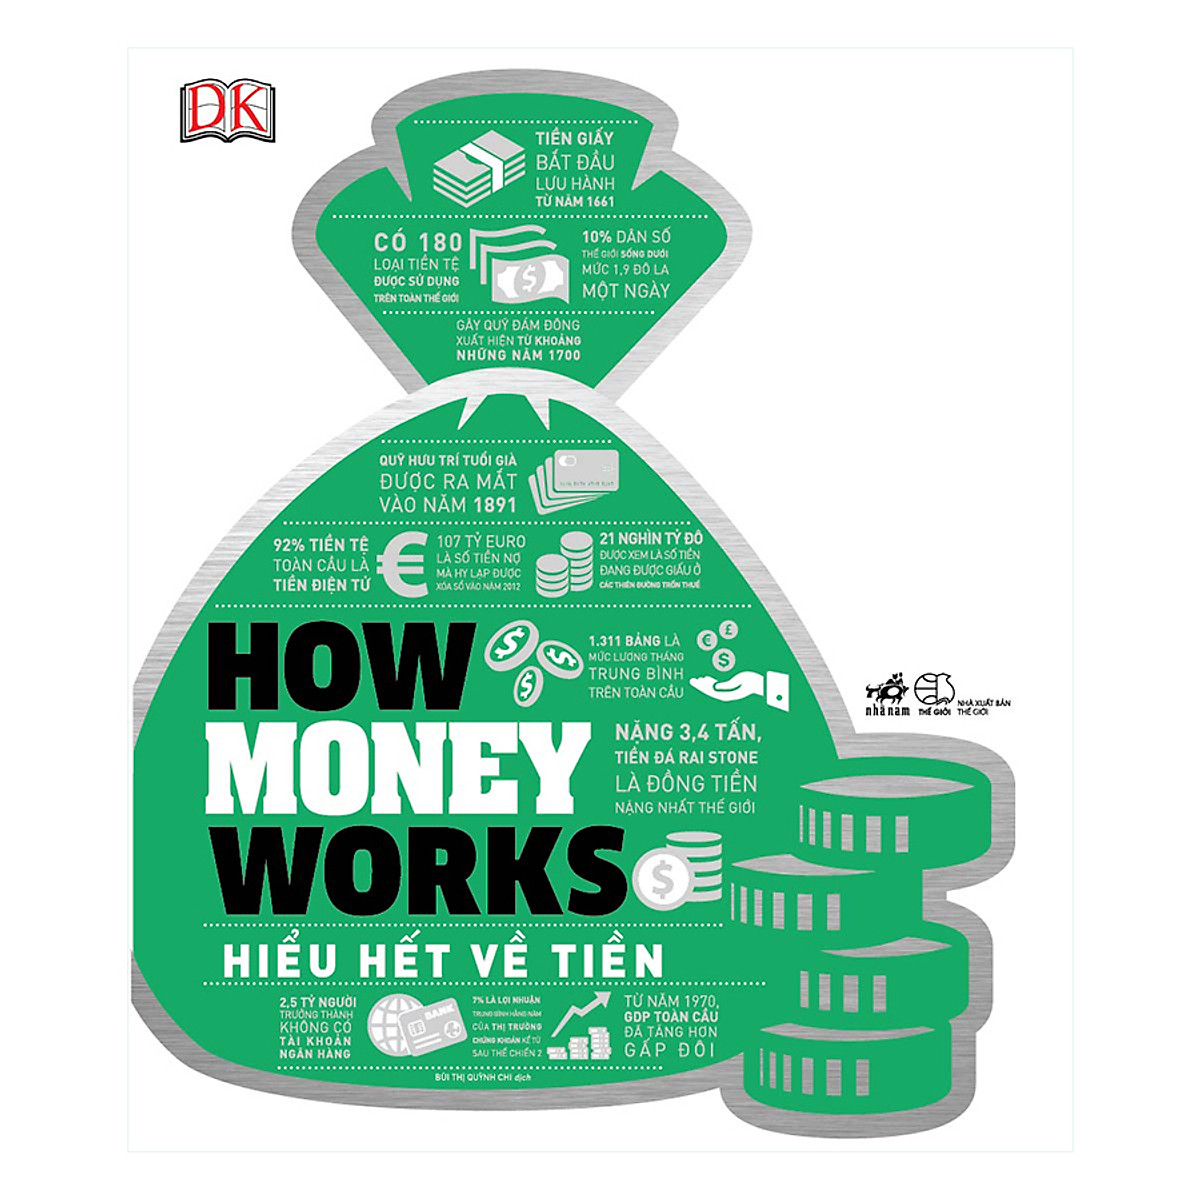 DK
TIỀN GIẤY
BẮT ĐẦU
LƯU HÀNH
TỪ NĂM 1661
CÓ 180
LOẠI TIỀN TỆ
ĐƯỢC SỬ DỤNG
TRÊN TOÀN THẾ GIỚI
10% DÂN SỐ
THẾ GIỚI SỐNG DƯỚI
MỨC 1,9 ĐÔ LA
MỘT NGÀY
GÂY QUỸ ĐÁM ĐÔNG
XUẤT HIỆN TỪ KHOẢNG
NHỮNG NĂM 1700
QUỸ HƯU TRÍ TUỔI GIÀ
ĐƯỢC RA MẮT
VÀO NĂM 1891
92% TIỀN TỆ
TOÀN CẦU LÀ
TIỀN ĐIỆN TỬ
€
107 TỶ EURO
LÀ SỐ TIỀN NỢ
MÀ HY LẠP ĐƯỢC
XÓA SỔ VÀO NĂM 2012
21 NGHÌN TỶ ĐÔ
ĐƯỢC XEM LÀ SỐ TIỀN
ĐANG ĐƯỢC GIẤU Ở
CÁC THIÊN ĐƯỜNG TRỐN THUẾ
HOW
MONEY
WORKS
1.311 BẢNG LÀ
MỨC LƯƠNG THÁNG
TRUNG BÌNH
TRÊN TOÀN CẦU
NẶNG 3,4 TẤN,
TIỀN ĐÁ RAI STONE
LÀ ĐỒNG TIỀN
NẶNG NHẤT THẾ GIỚI
nhã nam
THẾ GIỚI
NHÀ XUẤT BẢN
THẾ GIỚI
HIỂU HẾT VỀ TIỀN
2,5 TỶ NGƯỜI
TRƯỞNG THÀNH
KHÔNG CÓ
TÀI KHOẢN
NGÂN HÀNG
BANK
7% LÀ LỢI NHUẬN
TRUNG BÌNH HẰNG NĂM
CỦA THỊ TRƯỜNG
CHỨNG KHOÁN KỂ TỪ
SAU THẾ CHIẾN 2
TỪ NĂM 1970,
GDP TOÀN CẦU
ĐÃ TĂNG HƠN
GẤP ĐÔI
BÙI THỊ QUỲNH CHI dịch